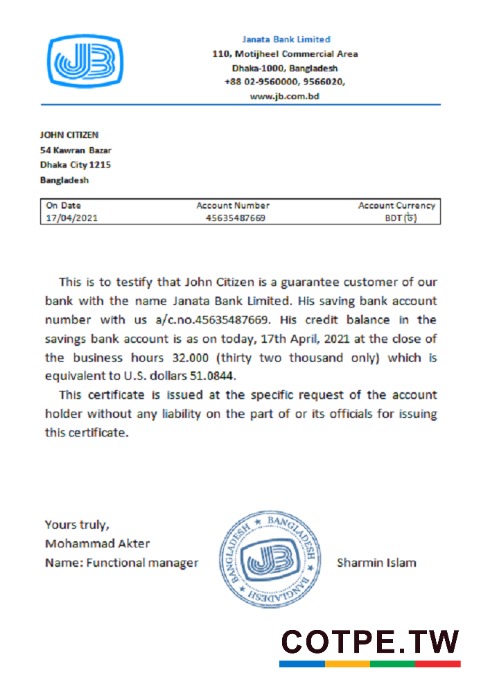 JB
Janata Bank Limited
110, Motijheel Commercial Area
Dhaka-1000, Bangladesh
+88 02-9560000, 9566020,
www.jb.com.bd
JOHN CITIZEN
54 Kawran Bazar
Dhaka City 1215
Bangladesh
On Date Account Number Account Currency
17/04/2021 45635487669 BDT (৳)
This is to testify that John Citizen is a guarantee customer of our
bank with the name Janata Bank Limited. His saving bank account
number with us a/c.no.45635487669. His credit balance in the
savings bank account is as on today, 17th April, 2021 at the close of
the business hours 32.000 (thirty two thousand only) which is
equivalent to U.S. dollars 51.0844.
This certificate is issued at the specific request of the account
holder without any liability on the part of or its officials for issuing
this certificate.
Yours truly,
Mohammad Akter
Name: Functional manager
BANGLADESH ★ BANGLADESH ★ BANGLADESH ★
JB
Sharmin Islam
COTPE.TW